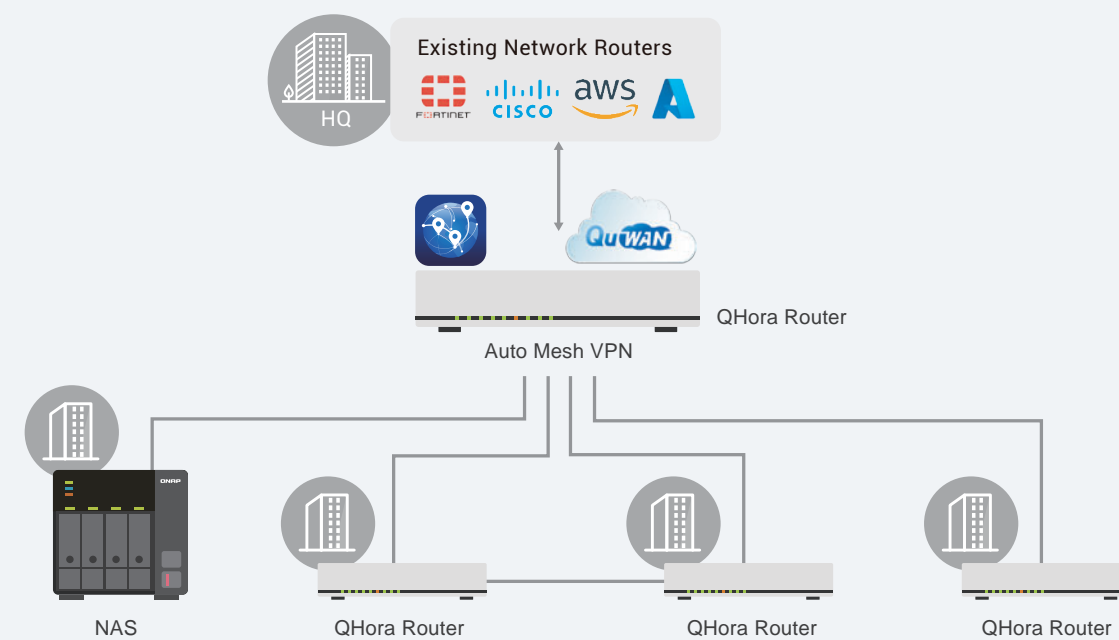 Existing Network Routers
HQ
FORTINET
CISCO
aws
QuWAN
QHora Router
Auto Mesh VPN
QNAP
NAS
QHora Router
QHora Router
QHora Router